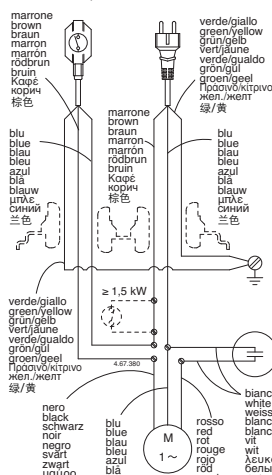 marrone
brown
braun
marron
marrón
rödbrun
bruin
Καφέ
корич
棕色
verde/giallo
green/yellow
grün/gelb
vert/jaune
verde/gualdo
grön/gul
groen/geel
Πράσινο/κίτρινο
жел./желт
绿/黄
marrone
brown
braun
marron
marrón
rödbrun
bruin
Καφέ
корич
棕色
blu
blue
blau
bleu
azul
blå
blauw
μπλε
синий
兰色
blu
blue
blau
bleu
azul
blå
blauw
μπλε
синий
兰色
verde/giallo
green/yellow
grün/gelb
vert/jaune
verde/gualdo
grön/gul
groen/geel
Πράσινο/κίτρινο
жел./желт
绿/黄
≥ 1,5 kW
4.67.380
nero
black
schwarz
noir
negro
svart
zwart
blu
blue
blau
bleu
azul
blå
M
1 ~
rosso
red
rot
rouge
rojo
röd
bianco
white
weiss
blanc
vit
wit